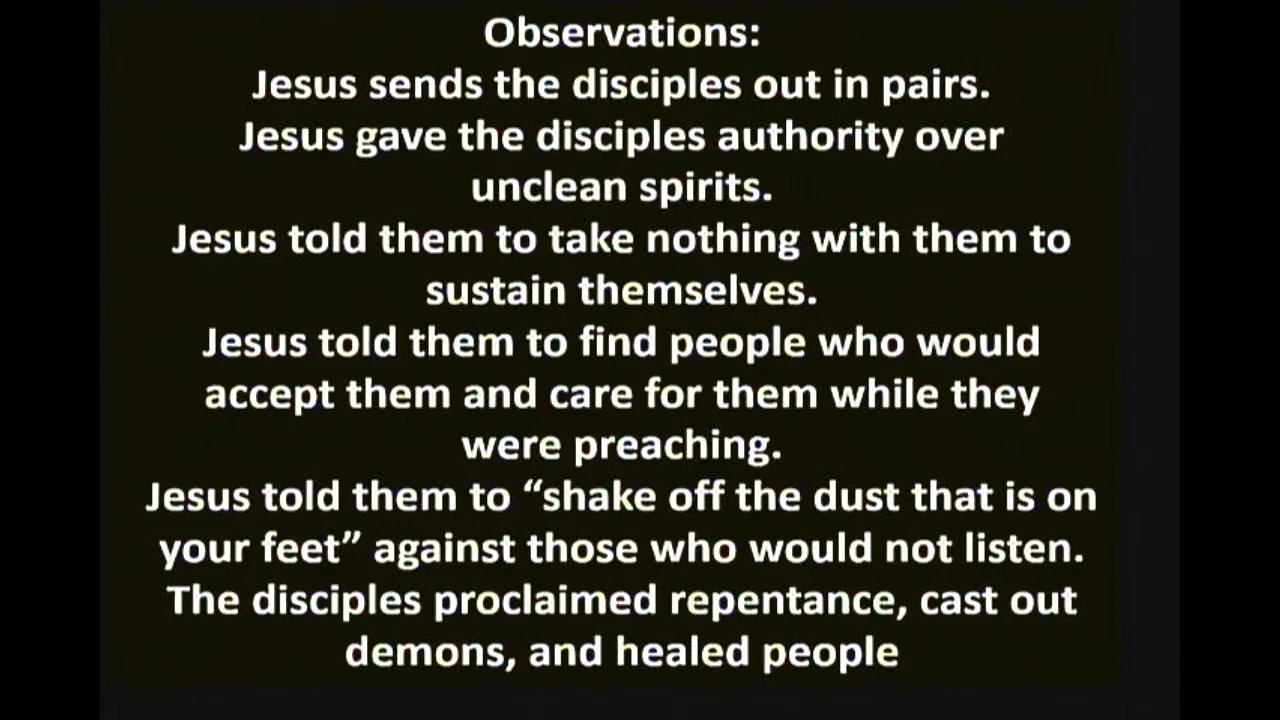 Observations:
Jesus sends the disciples out in pairs.
Jesus gave the disciples authority over
unclean spirits.
Jesus told them to take nothing with them to
sustain themselves.
Jesus told them to find people who would
accept them and care for them while they
were preaching.
Jesus told them to “shake off the dust that is on
your feet” against those who would not listen.
The disciples proclaimed repentance, cast out
demons, and healed people